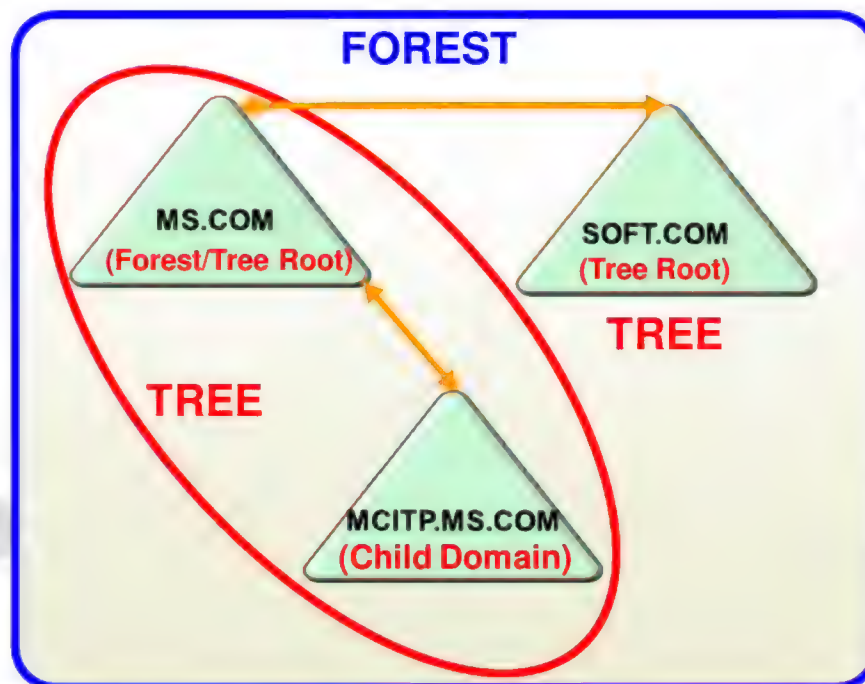 FOREST
MS.COM
(Forest/Tree Root)
SOFT.COM
(Tree Root)
TREE
TREE
MCITP.MS.COM
(Child Domain)